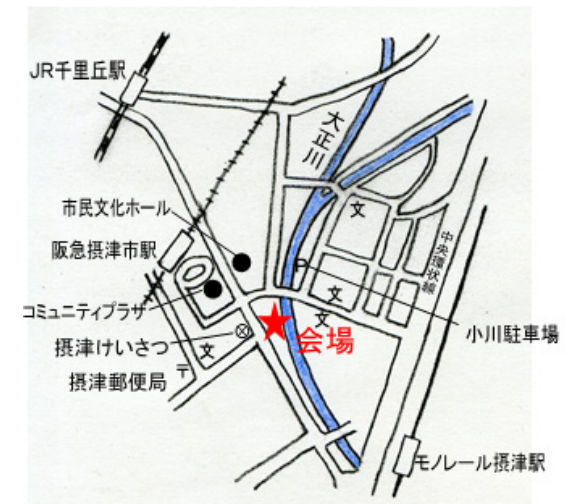 JR千里丘駅
大正川
市民文化ホール
文
阪急摂津市駅
中央環状線
P
コミュニティプラザ
文
文
小川駐車場
摂津けいさつ
会場
文
摂津郵便局
〒
モノレール摂津駅